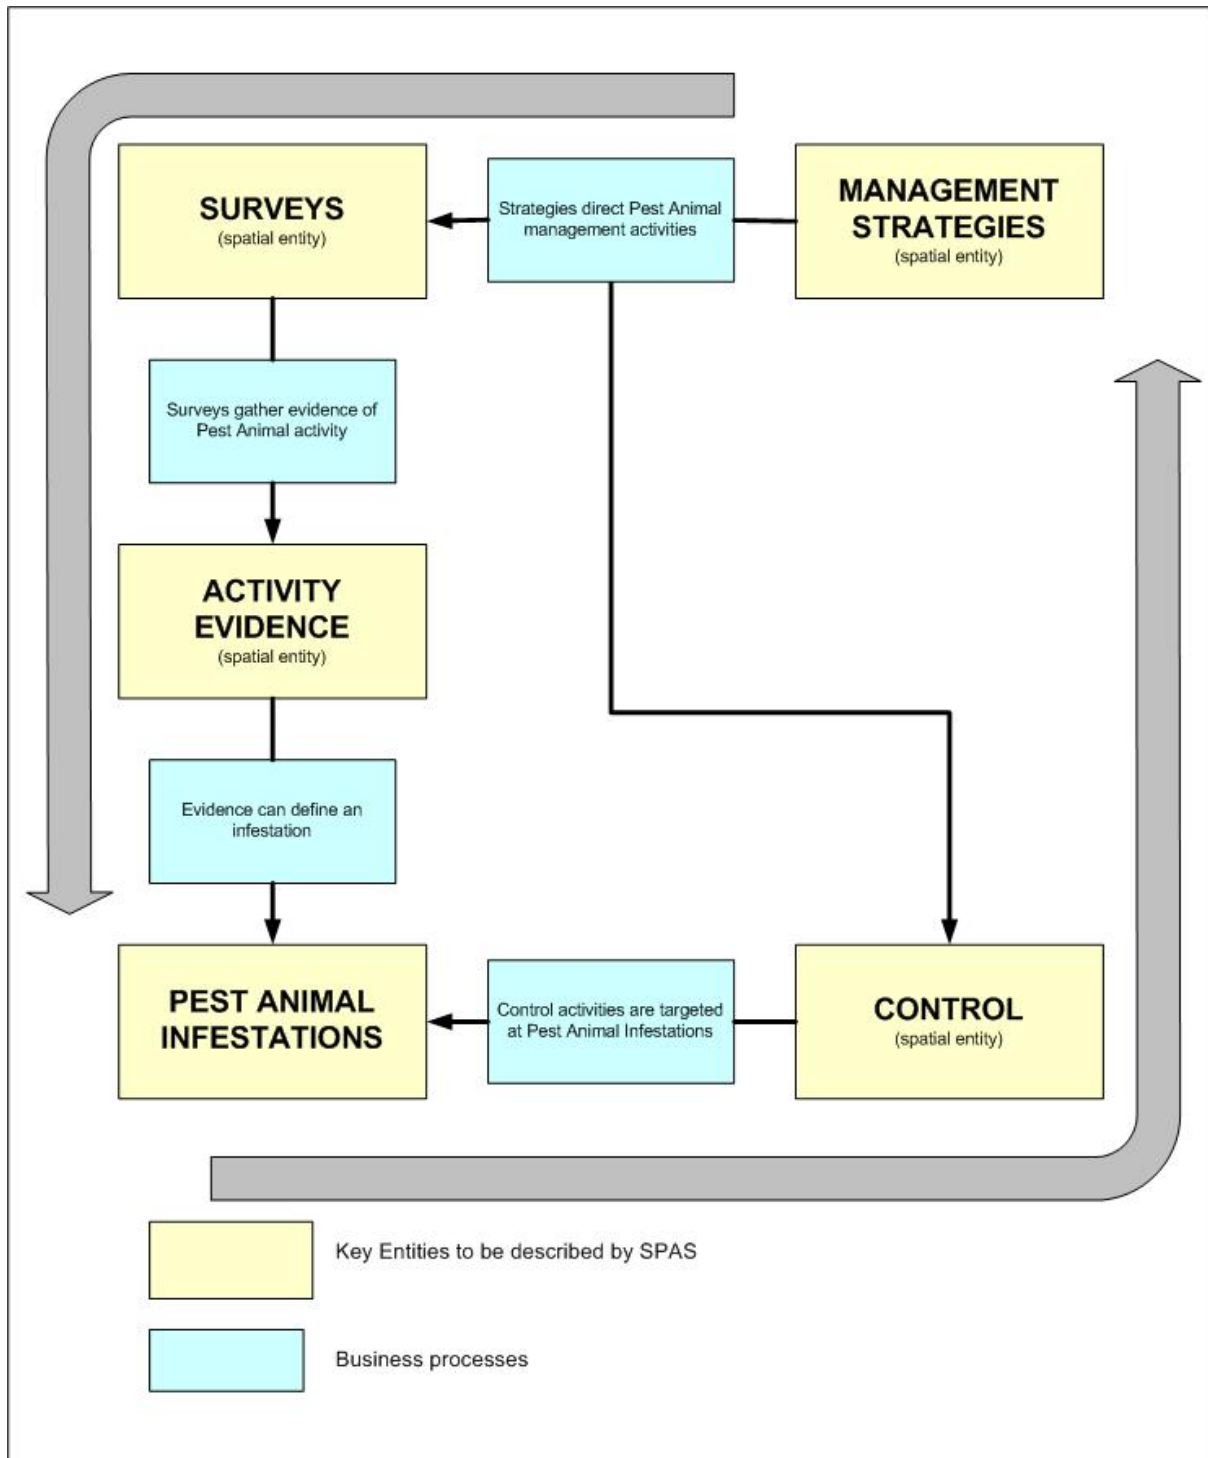 SURVEYS
(spatial entity)
Strategies direct Pest Animal
management activities
MANAGEMENT
STRATEGIES
(spatial entity)
Surveys gather evidence of
Pest Animal activity
ACTIVITY
EVIDENCE
(spatial entity)
Evidence can define an
infestation
PEST ANIMAL
INFESTATIONS
Control activities are targeted
at Pest Animal Infestations
CONTROL
(spatial entity)
Key Entities to be described by SPAS
Business processes